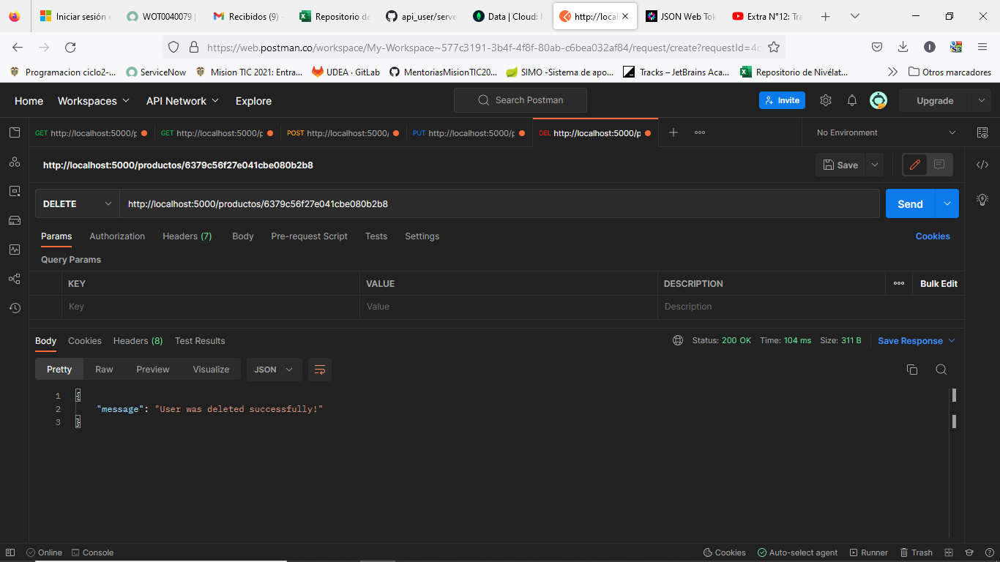 Iniciar sesión e
WOT0040079 |
Recibidos (9) -
Repositorio de
api_user/serve
Data | Cloud: M
http://locall
JSON Web Tok
Extra N°12: Tra
https://web.postman.co/workspace/My-Workspace~577c3191-3b4f-4f8f-80ab-c6bea032af84/request/create?requestId=4c
Programacion ciclo2-...
ServiceNow
Mision TIC 2021: Entra...
UDEA · GitLab
MentoriasMisionTIC20...
SIMO -Sistema de apo...
Tracks – JetBrains Aca...
Repositorio de Nivélat...
Otros marcadores
Home
Workspaces
API Network
Explore
Search Postman
Invite
Upgrade
GET http://localhost:5000/p
GET http://localhost:5000/p
POST http://localhost:5000/
PUT http://localhost:5000/p
DEL http://localhost:5000/p
No Environment
http://localhost:5000/productos/6379c56f27e041cbe080b2b8
Save
DELETE
http://localhost:5000/productos/6379c56f27e041cbe080b2b8
Send
Params
Authorization
Headers (7)
Body
Pre-request Script
Tests
Settings
Cookies
Query Params
KEY
VALUE
DESCRIPTION
Bulk Edit
Key
Value
Description
Body
Cookies
Headers (8)
Test Results
Status: 200 OK
Time: 104 ms
Size: 311 B
Save Response
Pretty
Raw
Preview
Visualize
JSON
1 {
2 "message": "User was deleted successfully!"
3 }
Online
Console
Cookies
Auto-select agent
Runner
Trash